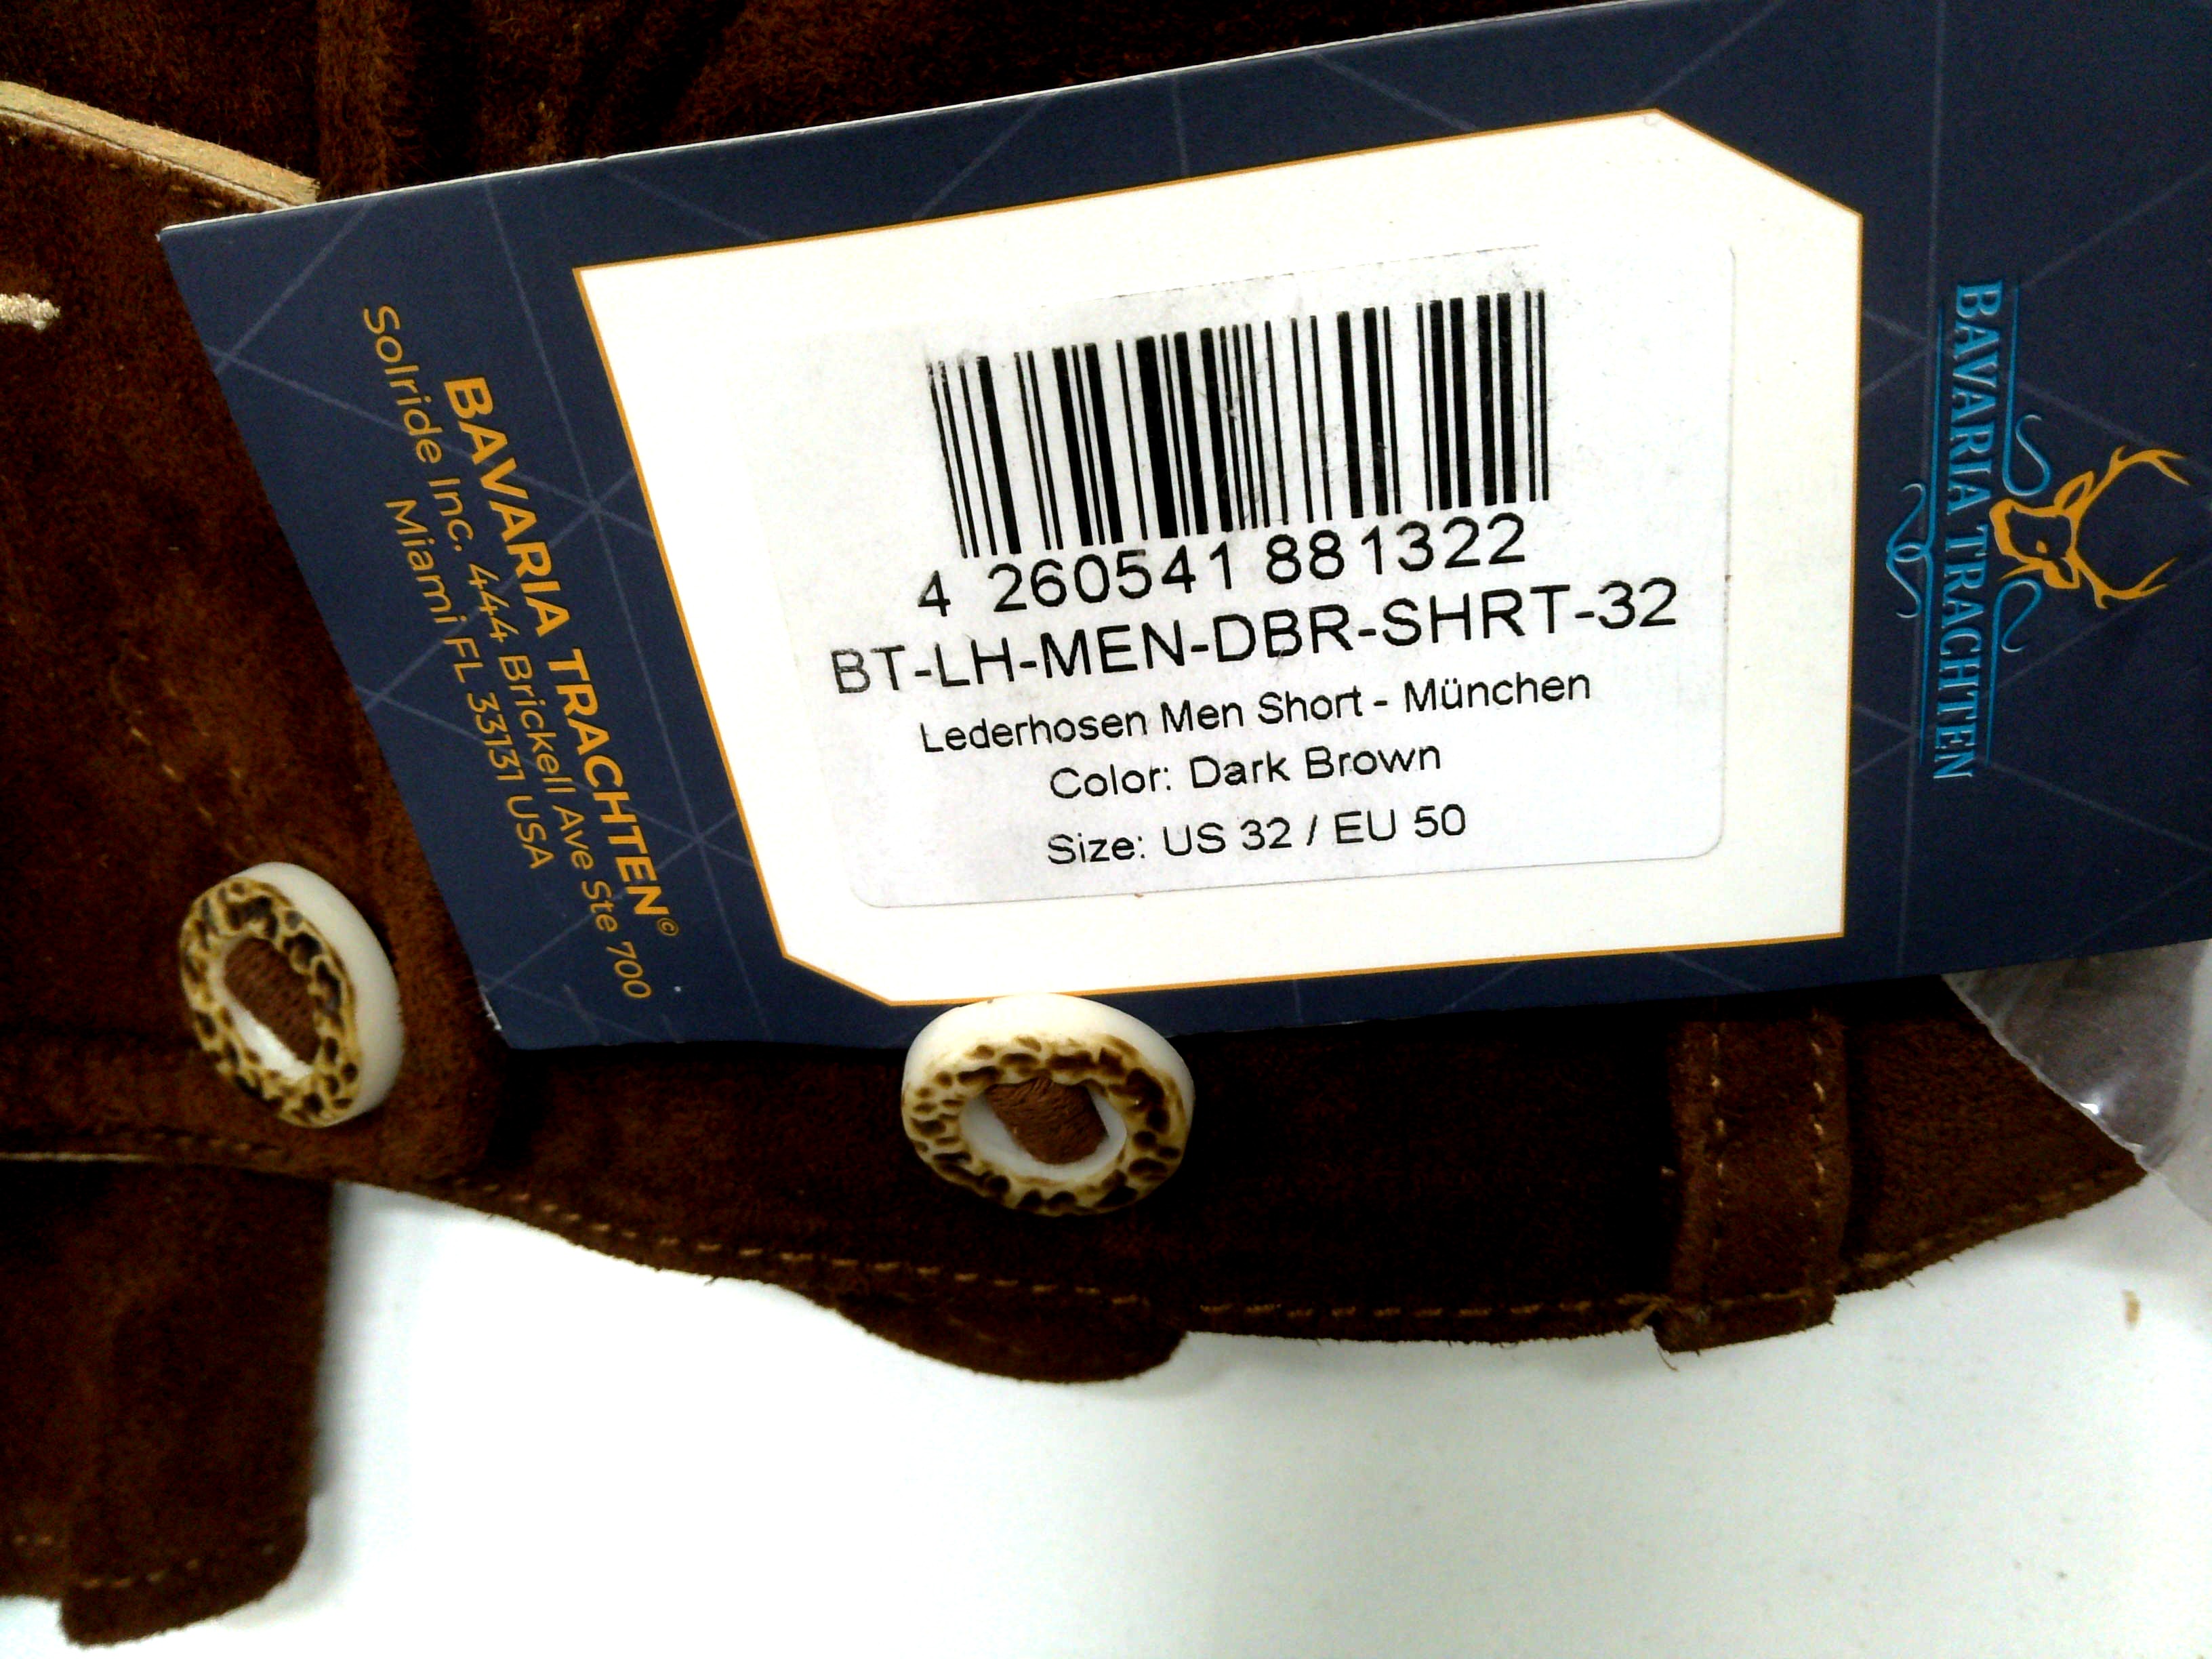 4 260541 881322
BT-LH-MEN-DBR-SHRT-32
Lederhosen Men Short - München
Color: Dark Brown
Size: US 32 / EU 50
BAVARIA TRACHTEN©
Solride Inc. 444 Brickell Ave Ste 700
Miami FL 33131 USA
BAVARIA TRACHTEN